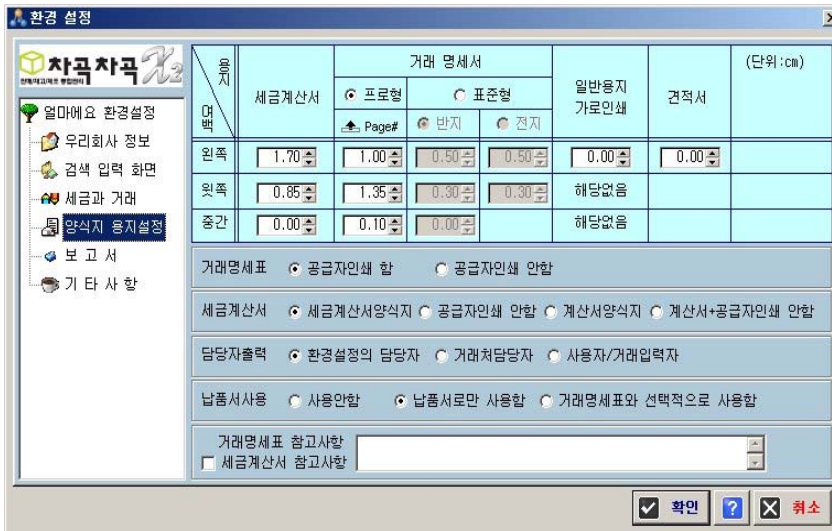 환경 설정
차곡차곡 X2
판매/재고/제조 통합관리
얼마에요 환경설정
우리회사 정보
검색 입력 화면
세금과 거래
양식지 용지설정
보 고 서
기 타 사 항
용지
여백
세금계산서
거래 명세서
프로형
표준형
Page#
반지
전지
일반용지
가로인쇄
견적서
(단위:cm)
왼쪽 1.70 1.00 0.50 0.50 0.00 0.00
윗쪽 0.85 1.35 0.30 0.30 해당없음
중간 0.00 0.10 0.00 해당없음
거래명세표 공급자인쇄 함 공급자인쇄 안함
세금계산서 세금계산서양식지 공급자인쇄 안함 계산서양식지 계산서+공급자인쇄 안함
담당자출력 환경설정의 담당자 거래처담당자 사용자/거래입력자
납품서사용 사용안함 납품서로만 사용함 거래명세표와 선택적으로 사용함
거래명세표 참고사항
세금계산서 참고사항
확인 ? 취소